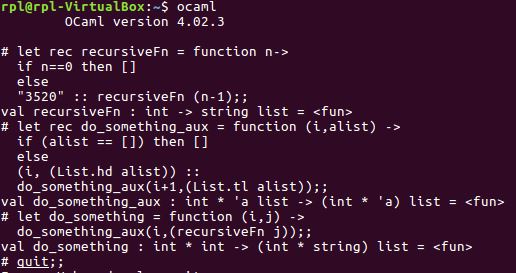 rpl@rpl-VirtualBox:~$ ocaml
        OCaml version 4.02.3

# let rec recursiveFn = function n->
  if n==0 then []
  else
  "3520" :: recursiveFn (n-1);;
val recursiveFn : int -> string list = <fun>
# let rec do_something_aux = function (i,alist) ->
  if (alist == []) then []
  else
  (i, (List.hd alist)) ::
  do_something_aux(i+1,(List.tl alist));;
val do_something_aux : int * 'a list -> (int * 'a) list = <fun>
# let do_something = function (i,j) ->
  do_something_aux(i,(recursiveFn j));;
val do_something : int * int -> (int * string) list = <fun>
# quit;;